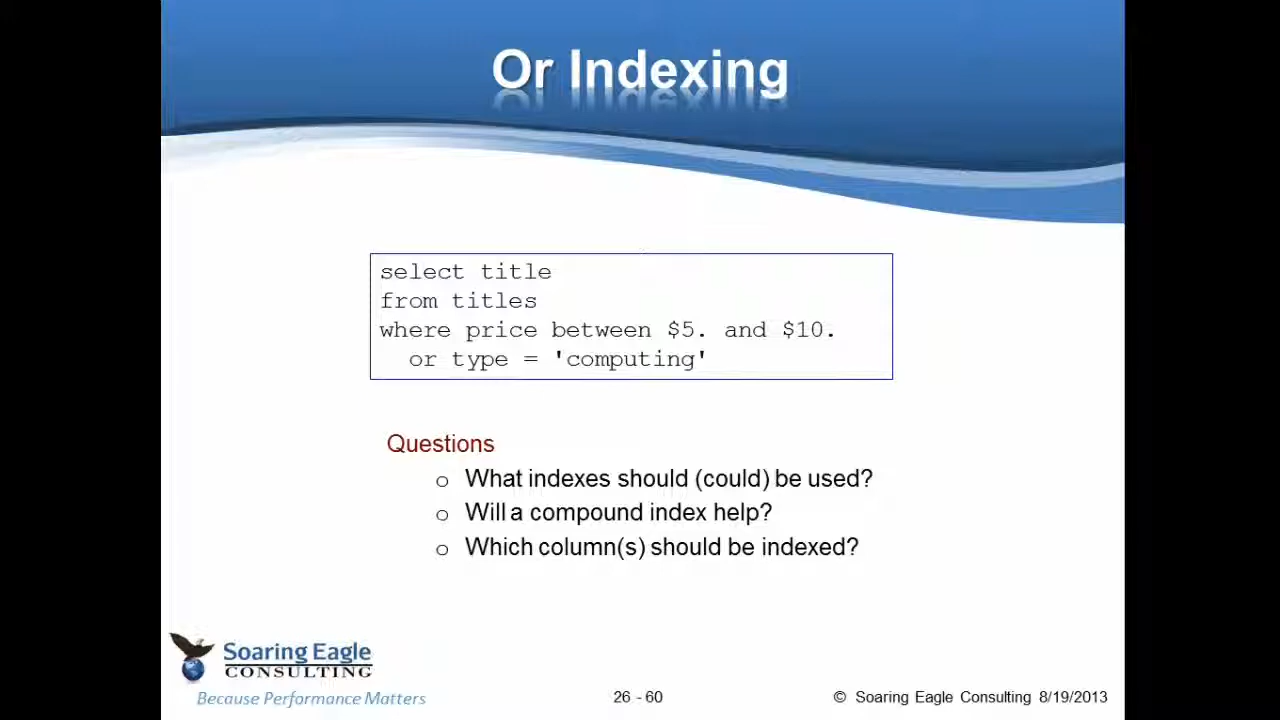 Or Indexing
select title
from titles
where price between $5. and $10.
or type = 'computing'
Questions
o What indexes should (could) be used?
o Will a compound index help?
o Which column(s) should be indexed?
Soaring Eagle
CONSULTING
Because Performance Matters
26 - 60
© Soaring Eagle Consulting 8/19/2013